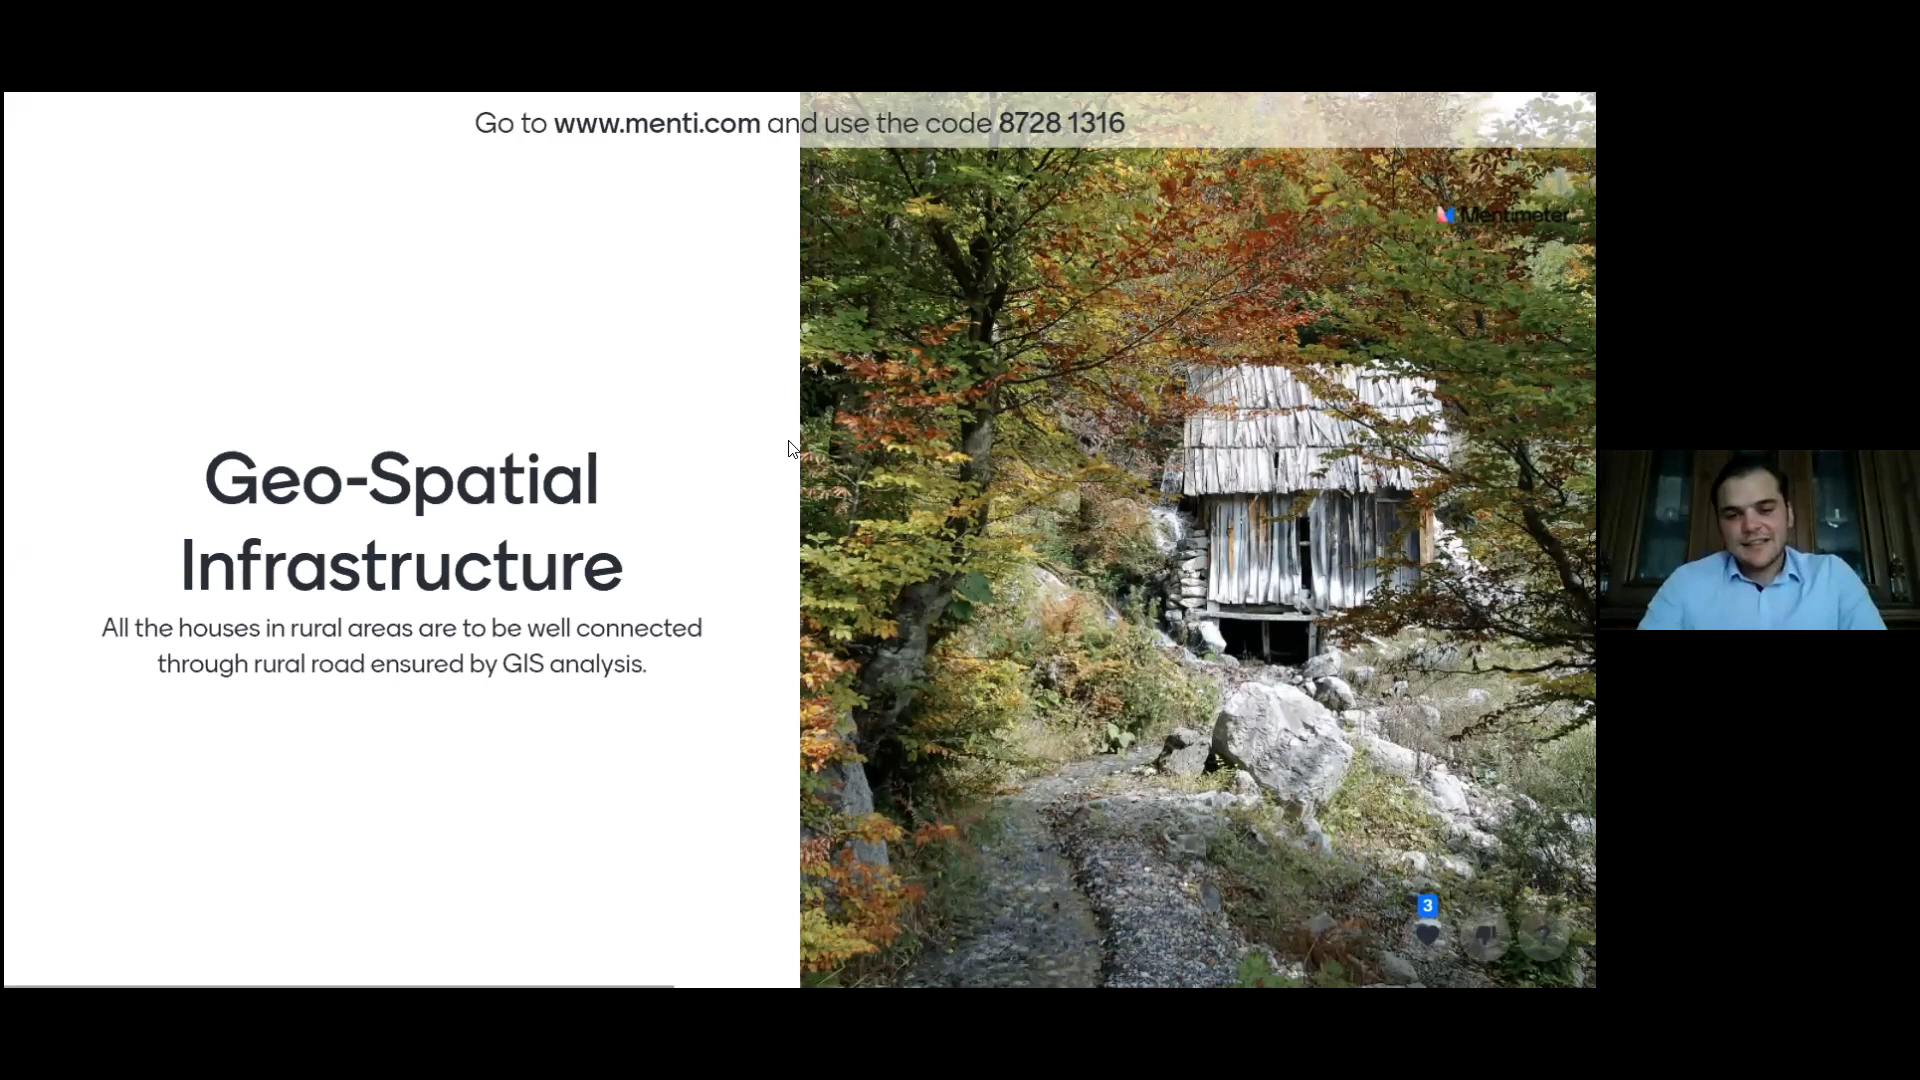 Go to www.menti.com and use the code 8728 1316
Mentimeter
Geo-Spatial
Infrastructure
All the houses in rural areas are to be well connected
through rural road ensured by GIS analysis.
3